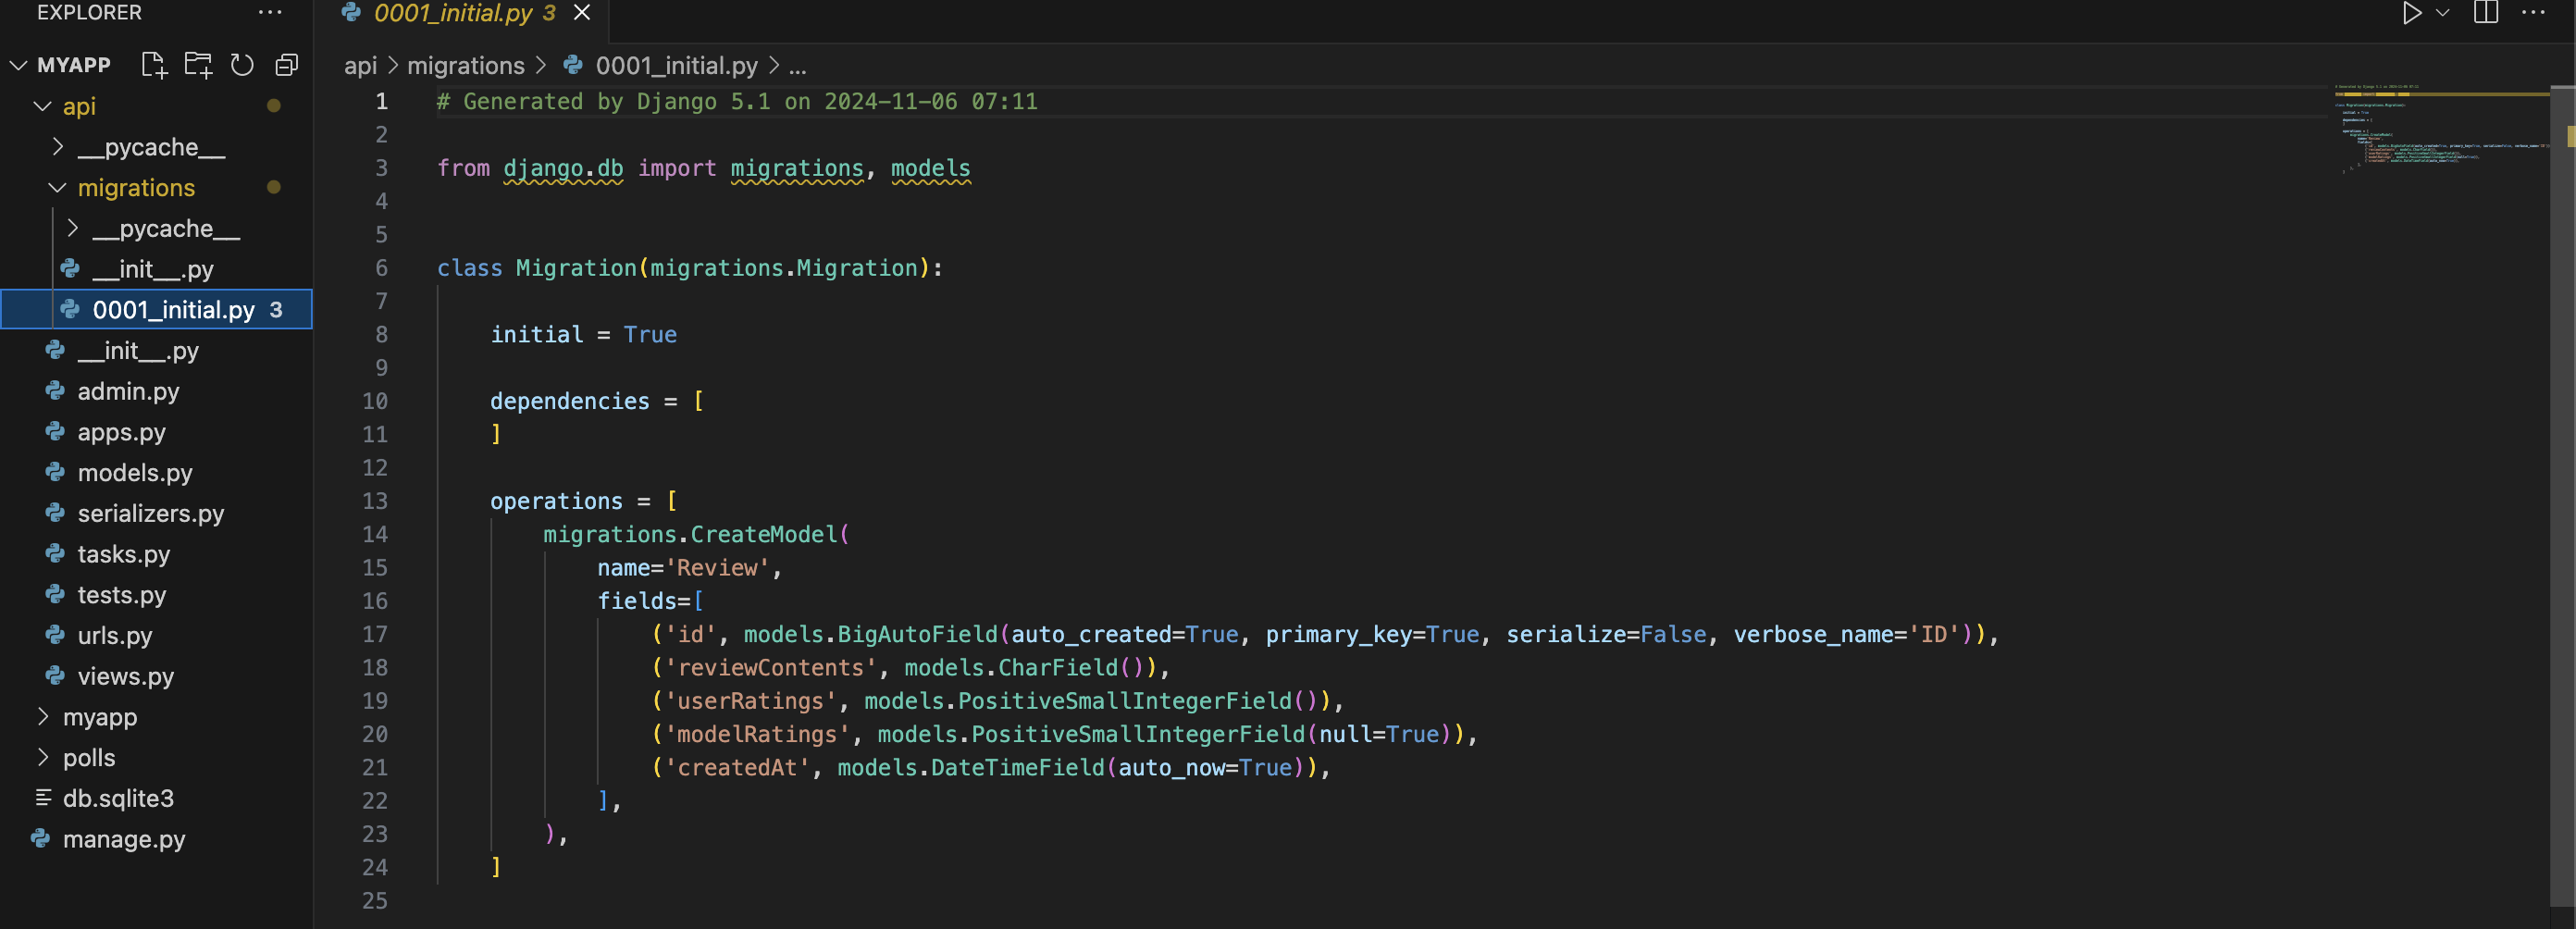 EXPLORER
MYAPP
api
__pycache__
migrations
__pycache__
__init__.py
0001_initial.py 3
__init__.py
admin.py
apps.py
models.py
serializers.py
tasks.py
tests.py
urls.py
views.py
myapp
polls
db.sqlite3
manage.py
0001_initial.py 3
api > migrations > 0001_initial.py > ...
1 # Generated by Django 5.1 on 2024-11-06 07:11
2
3 from django.db import migrations, models
4
5
6 class Migration(migrations.Migration):
7
8 initial = True
9
10 dependencies = [
11 ]
12
13 operations = [
14 migrations.CreateModel(
15 name='Review',
16 fields=[
17 ('id', models.BigAutoField(auto_created=True, primary_key=True, serialize=False, verbose_name='ID')),
18 ('reviewContents', models.CharField()),
19 ('userRatings', models.PositiveSmallIntegerField()),
20 ('modelRatings', models.PositiveSmallIntegerField(null=True)),
21 ('createdAt', models.DateTimeField(auto_now=True)),
22 ],
23 ),
24 ]
25